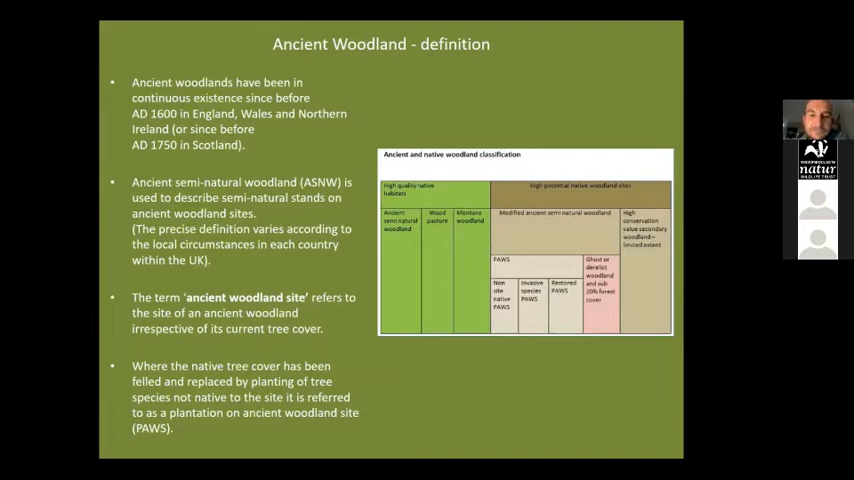 Ancient Woodland - definition
• Ancient woodlands have been in
continuous existence since before
AD 1600 in England, Wales and Northern
Ireland (or since before
AD 1750 in Scotland).
• Ancient semi-natural woodland (ASNW) is
used to describe semi-natural stands on
ancient woodland sites.
(The precise definition varies according to
the local circumstances in each country
within the UK).
• The term ‘ancient woodland site’ refers to
the site of an ancient woodland
irrespective of its current tree cover.
• Where the native tree cover has been
felled and replaced by planting of tree
species not native to the site it is referred
to as a plantation on ancient woodland site
(PAWS).
Ancient and native woodland classification
High quality native
habitats
High potential native woodland sites
Ancient
semi natural
woodland
Wood
pasture
Montane
woodland
Modified ancient semi natural woodland
High
conservation
value secondary
woodland–
limited extent
PAWS
Ghost or
derelict
woodland
and sub-
20% forest
cover
Non
site
native
PAWS
Invasive
species
PAWS
Restored
PAWS
natur
WILDLIFE TRUST